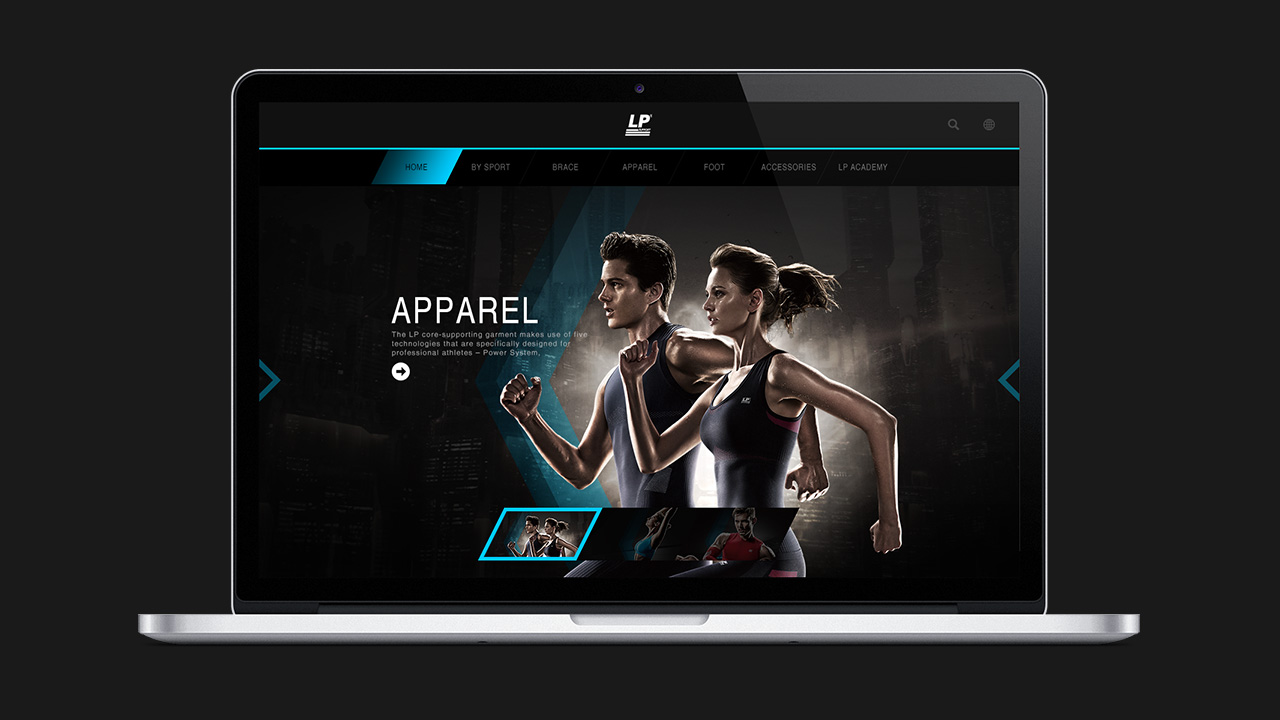 LP
SUPPORT
HOME
BY SPORT
BRACE
APPAREL
FOOT
ACCESSORIES
LP ACADEMY
APPAREL
The LP core-supporting garment makes use of five
technologies that are specifically designed for
professional athletes – Power System.
LP